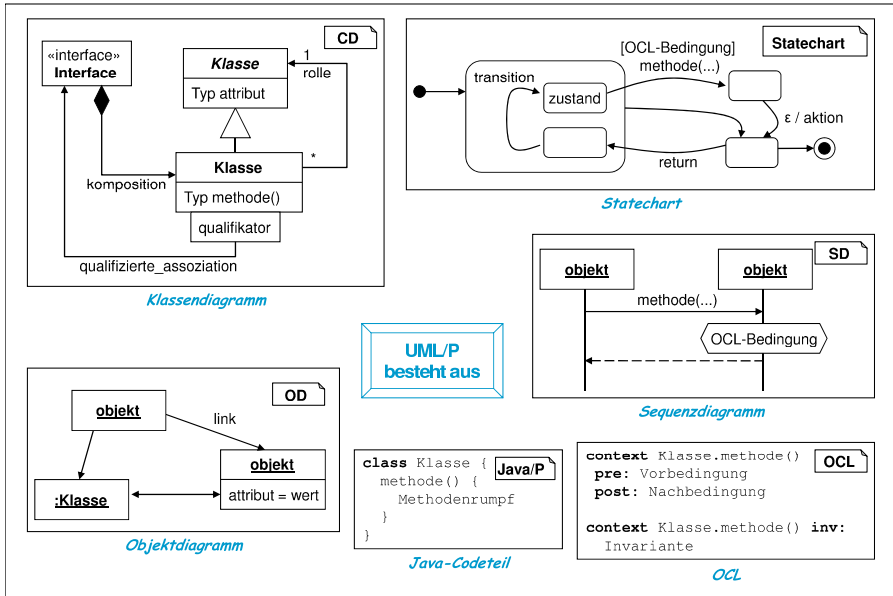 CD
«interface»
Interface
Klasse
Typ attribut
1
rolle
Klasse
Typ methode()
*
komposition
qualifikator
qualifizierte_assoziation
Klassendiagramm
Statechart
[OCL-Bedingung]
methode(...)
transition
zustand
ε / aktion
return
Statechart
SD
objekt
objekt
methode(...)
OCL-Bedingung
Sequenzdiagramm
UML/P
besteht aus
OD
objekt
link
objekt
attribut = wert
:Klasse
Objektdiagramm
Java/P
class Klasse {
methode() {
Methodenrumpf
}
}
Java-Codeteil
OCL
context Klasse.methode()
pre: Vorbedingung
post: Nachbedingung
context Klasse.methode() inv:
Invariante
OCL